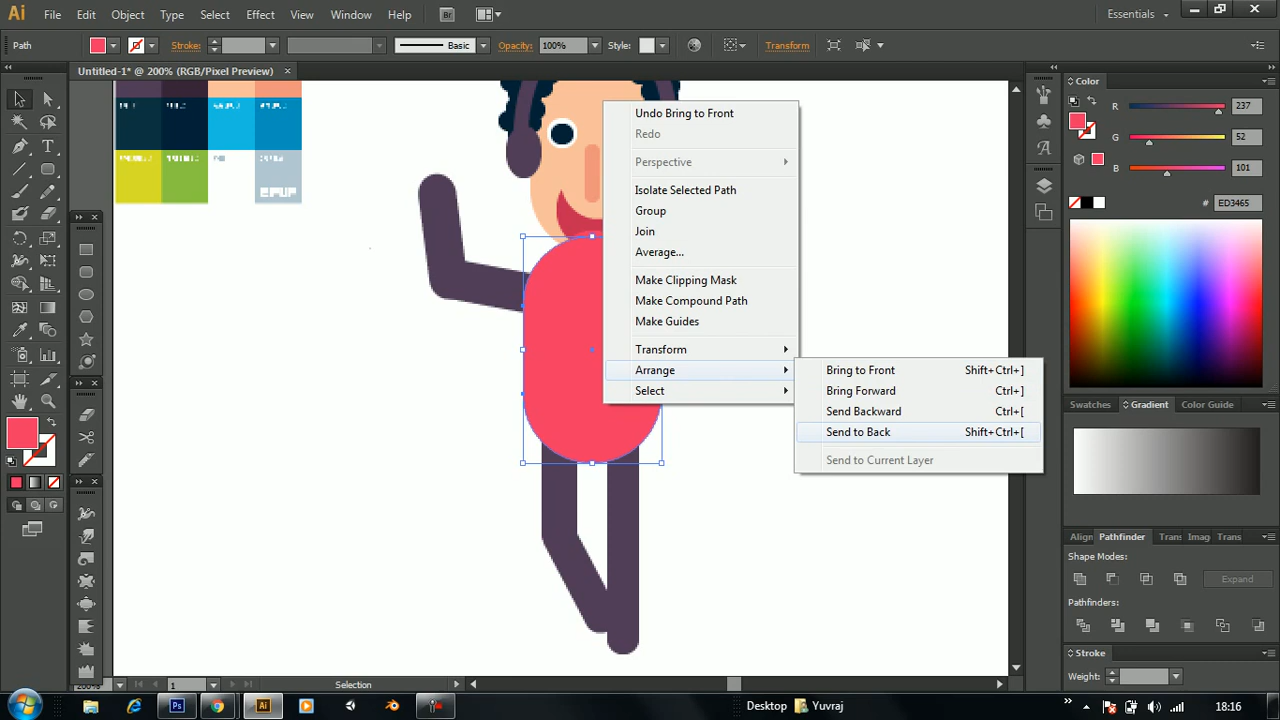 Ai File Edit Object Type Select Effect View Window Help Br Essentials
Path Stroke: Basic Opacity: 100% Style: Transform
Untitled-1* @ 200% (RGB/Pixel Preview) ×
Color
R 237
G 52
B 101
# ED3465
Undo Bring to Front
Redo
Perspective
Isolate Selected Path
Group
Join
Average...
Make Clipping Mask
Make Compound Path
Make Guides
Transform
Arrange
Select
Bring to Front Shift+Ctrl+]
Bring Forward Ctrl+]
Send Backward Ctrl+[
Send to Back Shift+Ctrl+[
Send to Current Layer
Swatches Gradient Color Guide
Align Pathfinder Trans Imag Trans
Shape Modes:
Expand
Pathfinders:
Stroke
Weight:
200% 1 Selection
Ps Ai Desktop Yuvraj 18:16